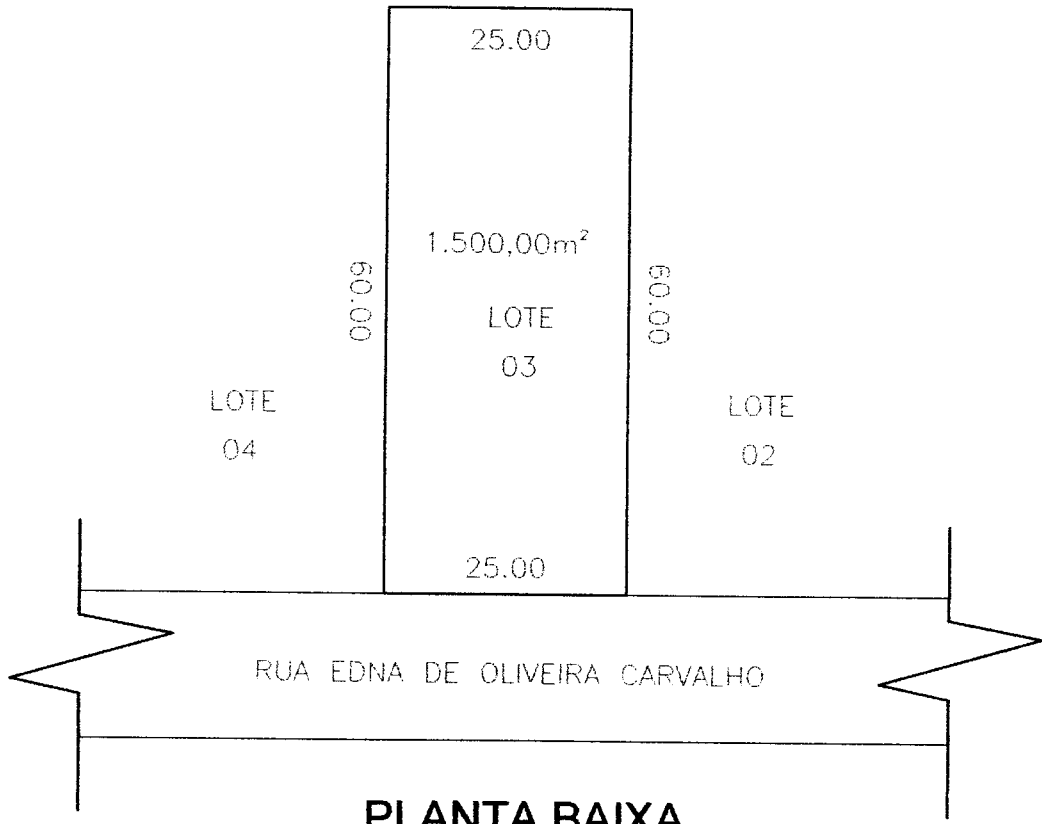 25.00
1.500,00m²
60.00
60.00
LOTE
03
LOTE
04
LOTE
02
25.00
RUA EDNA DE OLIVEIRA CARVALHO
PLANTA BAIXA